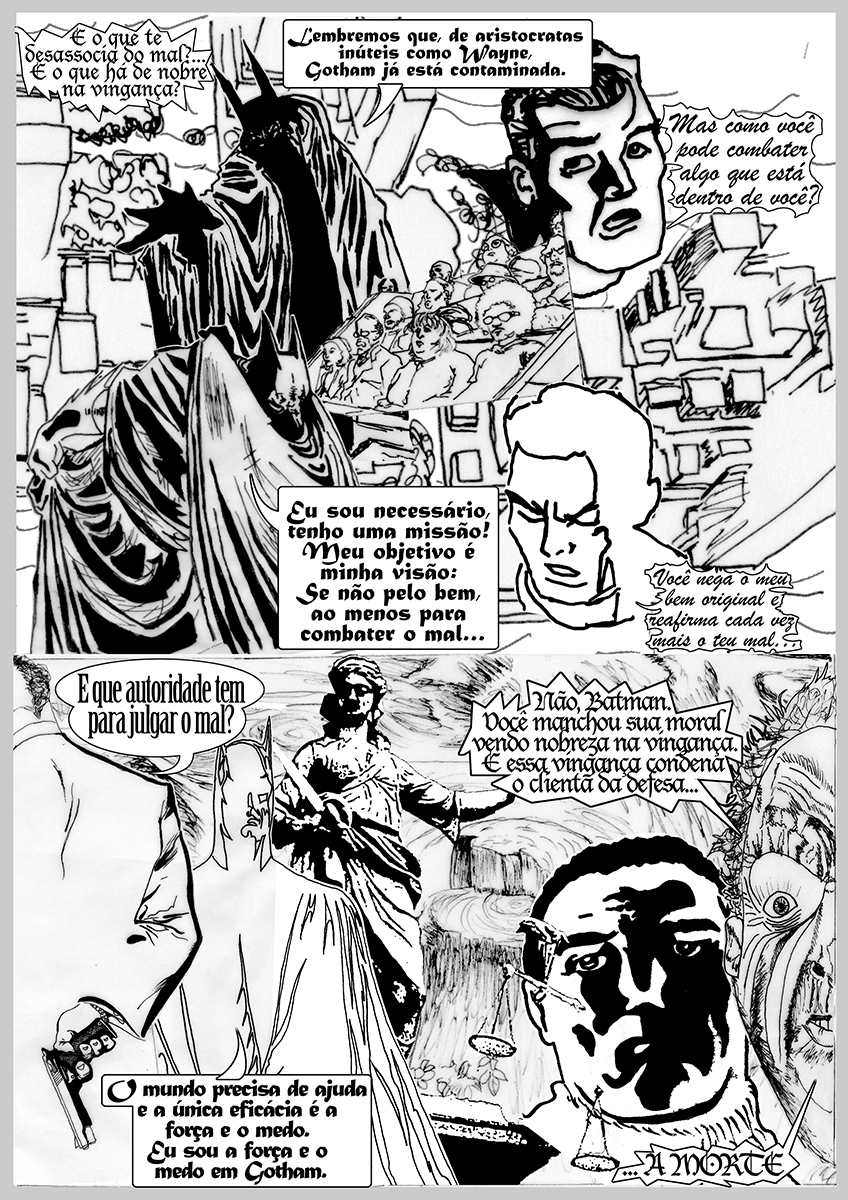 E o que te
desassocia do mal?...
E o que há de nobre
na vingança?
Lembremos que, de aristocratas
inúteis como Wayne,
Gotham já está contaminada.
Mas como você
pode combater
algo que está
dentro de você?
Eu sou necessário,
tenho uma missão!
Meu objetivo é
minha visão:
Se não pelo bem,
ao menos para
combater o mal...
Você nega o meu
bem original e
reafirma cada vez
mais o teu mal...
E que autoridade tem
para julgar o mal?
Não, Batman.
Você manchou sua moral
vendo nobreza na vingança.
E essa vingança condena
o clientã da defesa...
O mundo precisa de ajuda
e a única eficácia é a
força e o medo.
Eu sou a força e o
medo em Gotham.
... A MORTE